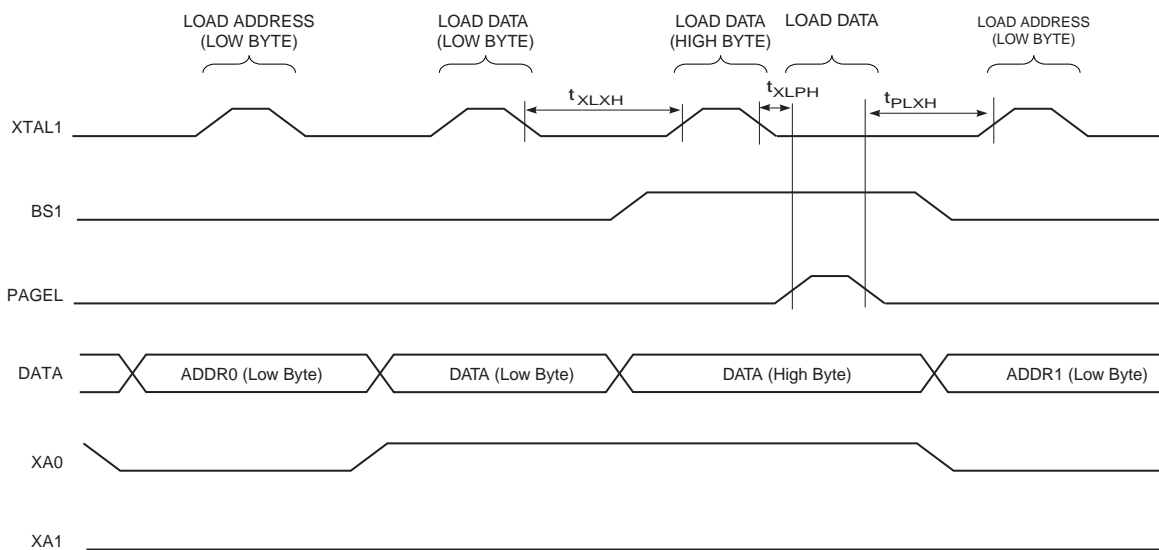 LOAD ADDRESS
(LOW BYTE)
LOAD DATA
(LOW BYTE)
LOAD DATA
(HIGH BYTE)
LOAD DATA
LOAD ADDRESS
(LOW BYTE)
tXLXH
tXLPH
tPLXH
XTAL1
BS1
PAGEL
DATA
ADDR0 (Low Byte)
DATA (Low Byte)
DATA (High Byte)
ADDR1 (Low Byte)
XA0
XA1